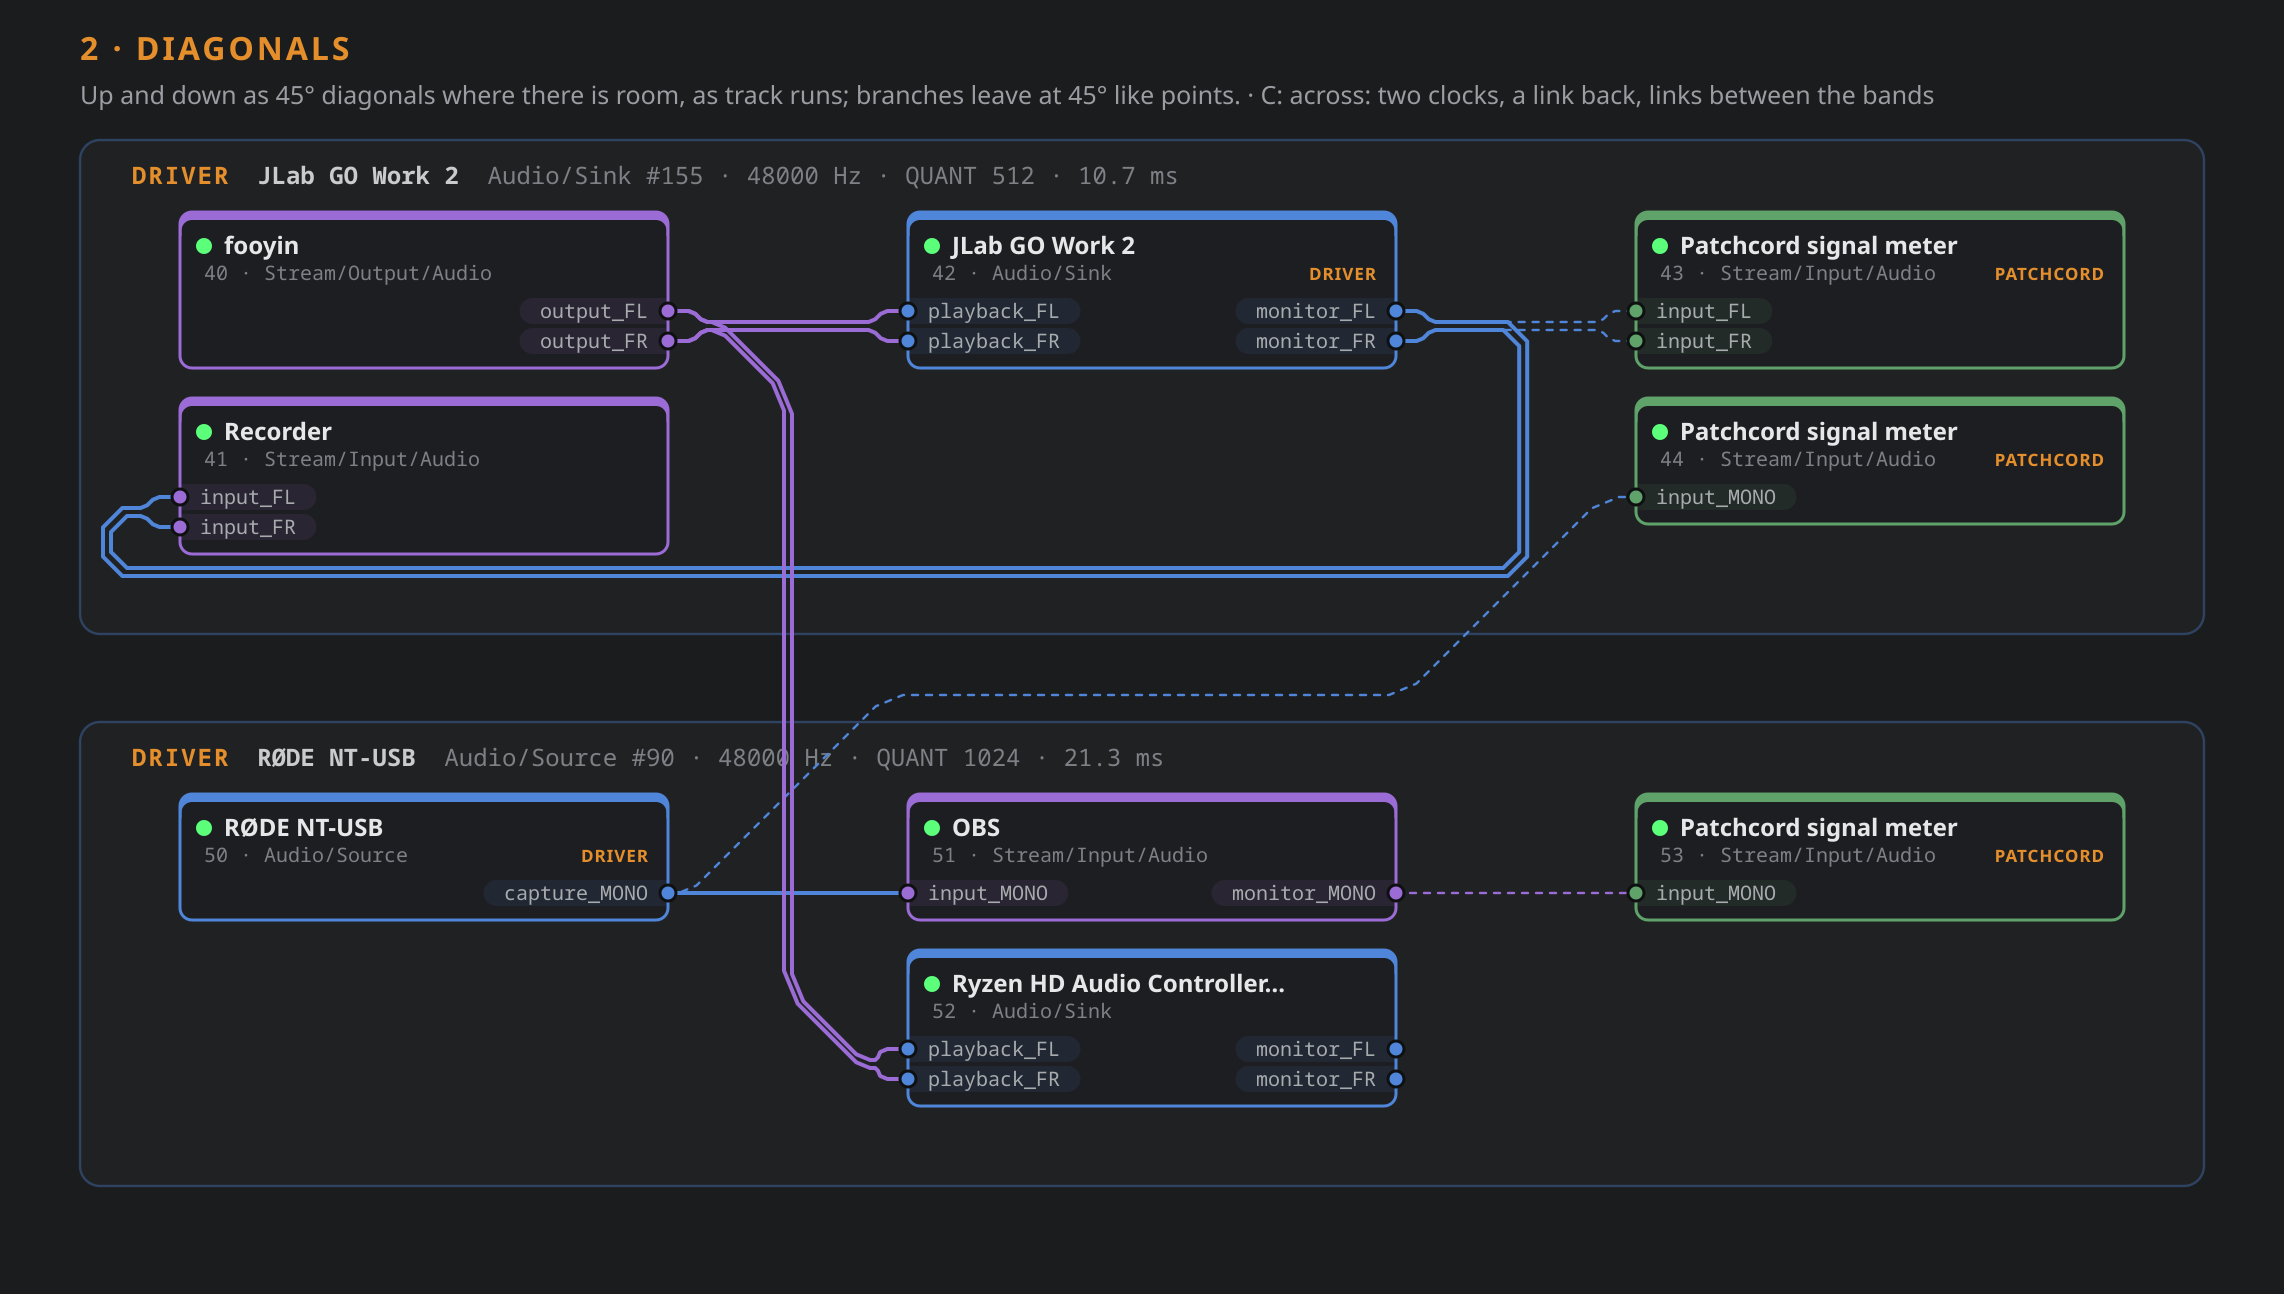 2 · DIAGONALS
Up and down as 45° diagonals where there is room, as track runs; branches leave at 45° like points. · C: across: two clocks, a link back, links between the bands
DRIVER JLab GO Work 2 Audio/Sink #155 · 48000 Hz · QUANT 512 · 10.7 ms
fooyin
40 · Stream/Output/Audio
output_FL
output_FR
JLab GO Work 2
42 · Audio/Sink DRIVER
playback_FL monitor_FL
playback_FR monitor_FR
Patchcord signal meter
43 · Stream/Input/Audio PATCHCORD
input_FL
input_FR
Recorder
41 · Stream/Input/Audio
input_FL
input_FR
Patchcord signal meter
44 · Stream/Input/Audio PATCHCORD
input_MONO
DRIVER RØDE NT-USB Audio/Source #90 · 48000 Hz · QUANT 1024 · 21.3 ms
RØDE NT-USB
50 · Audio/Source DRIVER
capture_MONO
OBS
51 · Stream/Input/Audio
input_MONO monitor_MONO
Patchcord signal meter
53 · Stream/Input/Audio PATCHCORD
input_MONO
Ryzen HD Audio Controller...
52 · Audio/Sink
playback_FL monitor_FL
playback_FR monitor_FR